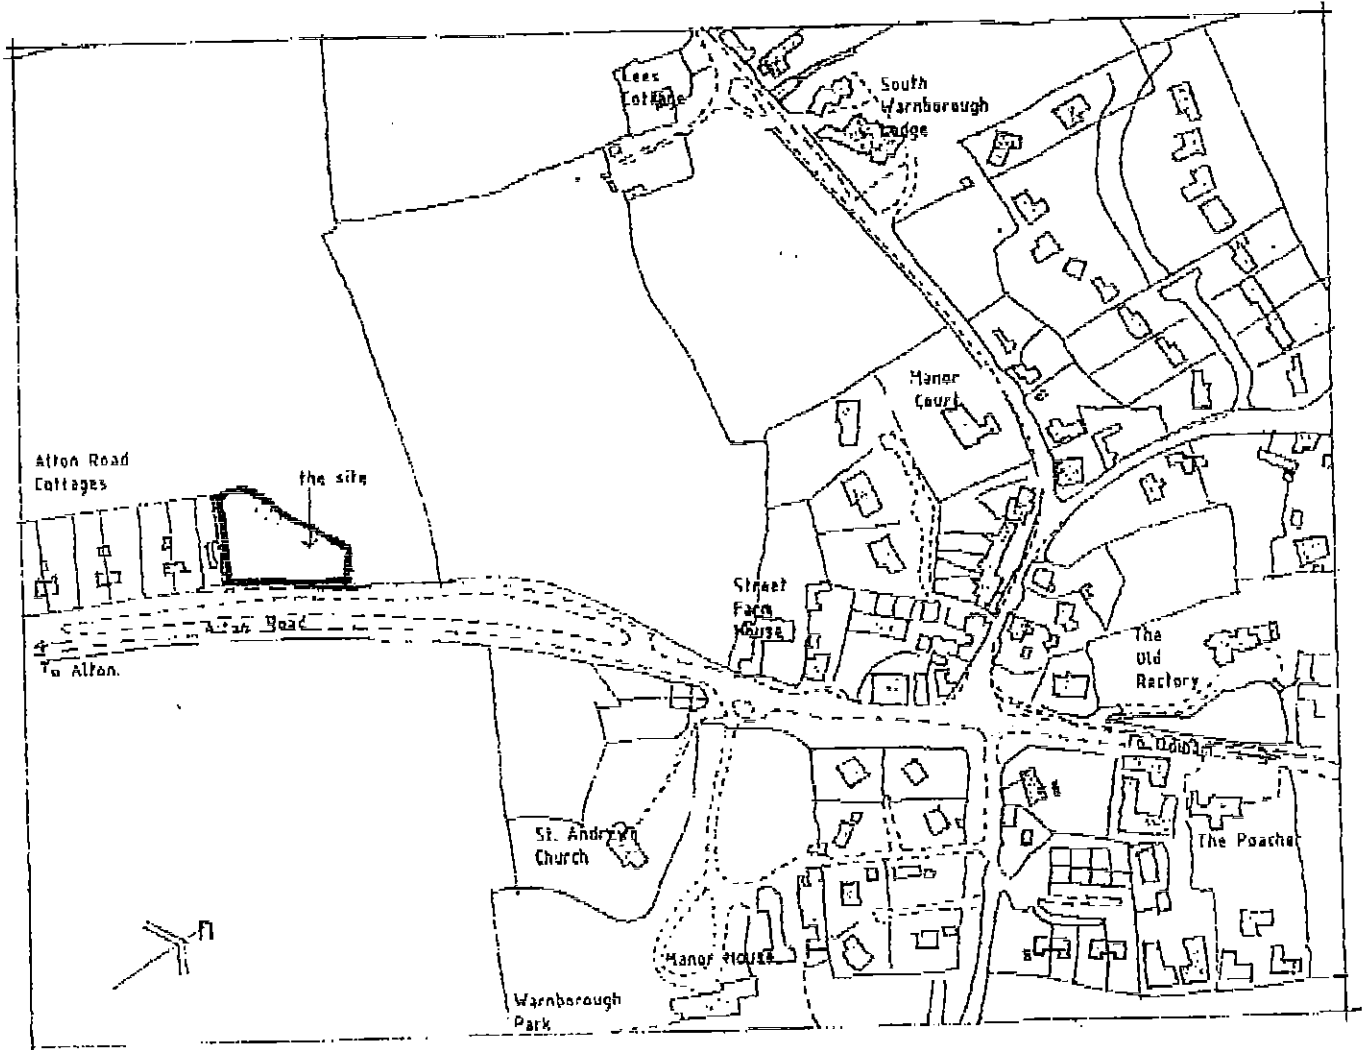 Lees
Cottage
South
Warnborough
Lodge
Manor
Court
Alton Road
Cottages
the site
Street
Farm
House
Alton Road
To Alton.
The
Old
Rectory
To Odiham
St. Andrews
Church
The Poacher
n
Manor House
Warnborough
Park